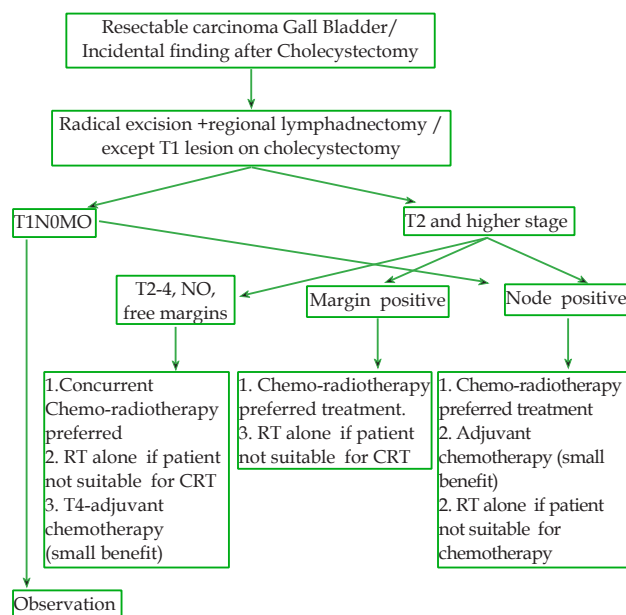 Resectable carcinoma Gall Bladder/
Incidental finding after Cholecystectomy
Radical excision +regional lymphadnectomy /
except T1 lesion on cholecystectomy
T1N0MO
T2 and higher stage
T2-4, NO,
free margins
Margin positive
Node positive
1.Concurrent
Chemo-radiotherapy
preferred
2. RT alone if patient
not suitable for CRT
3. T4-adjuvant
chemotherapy
(small benefit)
1. Chemo-radiotherapy
preferred treatment.
3. RT alone if patient
not suitable for CRT
1. Chemo-radiotherapy
preferred treatment
2. Adjuvant
chemotherapy (small
benefit)
2. RT alone if patient
not suitable for
chemotherapy
Observation